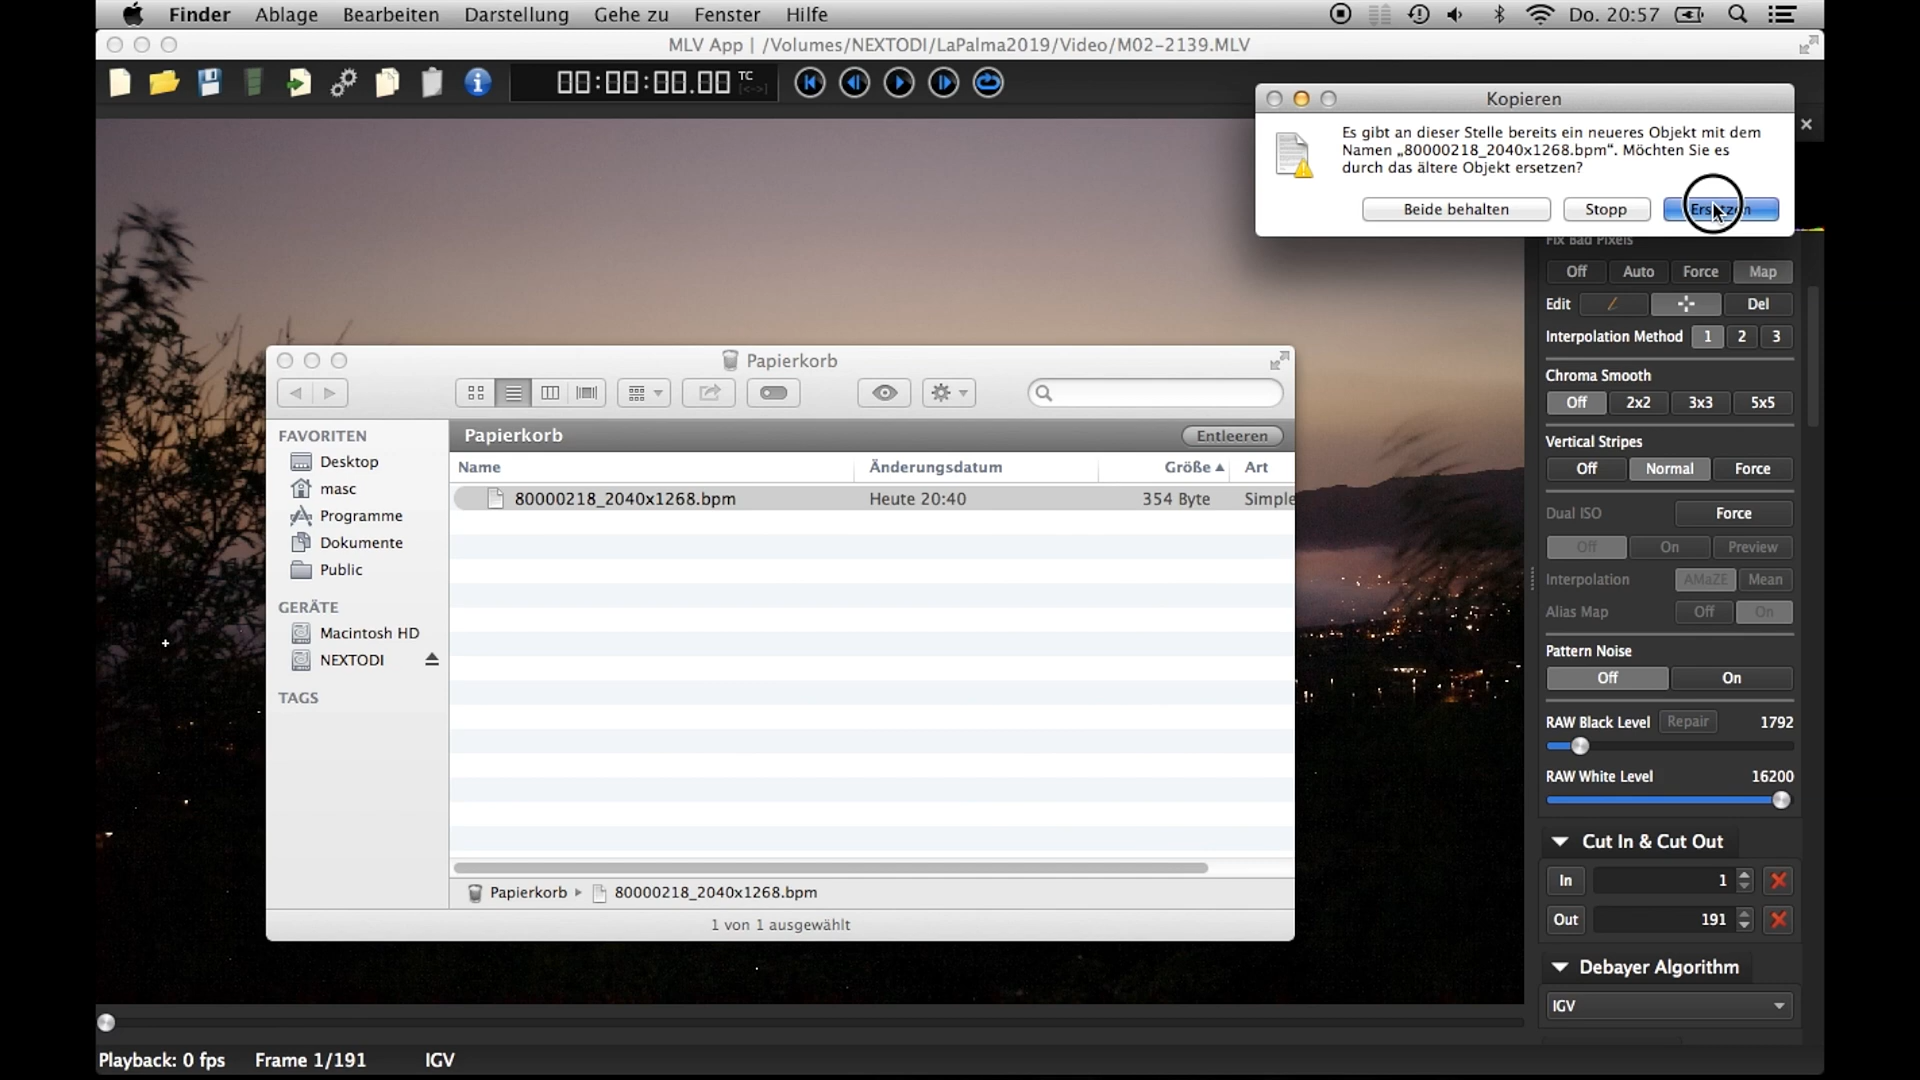 Finder Ablage Bearbeiten Darstellung Gehe zu Fenster Hilfe Do. 20:57
MLV App | /Volumes/NEXTODI/LaPalma2019/Video/M02-2139.MLV
00:00:00:00.00 TC
[<->]
Kopieren
Es gibt an dieser Stelle bereits ein neueres Objekt mit dem
Namen „80000218_2040x1268.bpm“. Möchten Sie es
durch das ältere Objekt ersetzen?
Beide behalten Stopp Ersetzen
Fix Bad Pixels
Off Auto Force Map
Edit Del
Interpolation Method 1 2 3
Chroma Smooth
Off 2x2 3x3 5x5
Vertical Stripes
Off Normal Force
Dual ISO Force
Off On Preview
Interpolation AMaZE Mean
Alias Map Off On
Pattern Noise
Off On
RAW Black Level Repair 1792
RAW White Level 16200
Cut In & Cut Out
In 1
Out 191
Debayer Algorithm
IGV
Papierkorb
Papierkorb Entleeren
FAVORITEN
Desktop
masc
Programme
Dokumente
Public
GERÄTE
Macintosh HD
NEXTODI
TAGS
Name Änderungsdatum Größe Art
80000218_2040x1268.bpm Heute 20:40 354 Byte Simple
Papierkorb 80000218_2040x1268.bpm
1 von 1 ausgewählt
Playback: 0 fps Frame 1/191 IGV